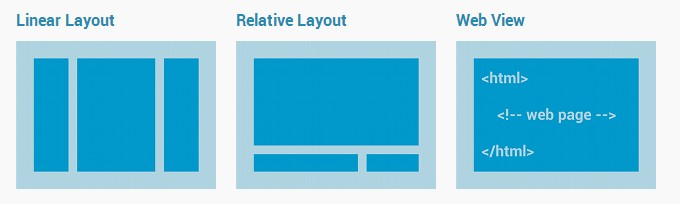 Linear Layout
Relative Layout
Web View
<html>
<!-- web page -->
</html>